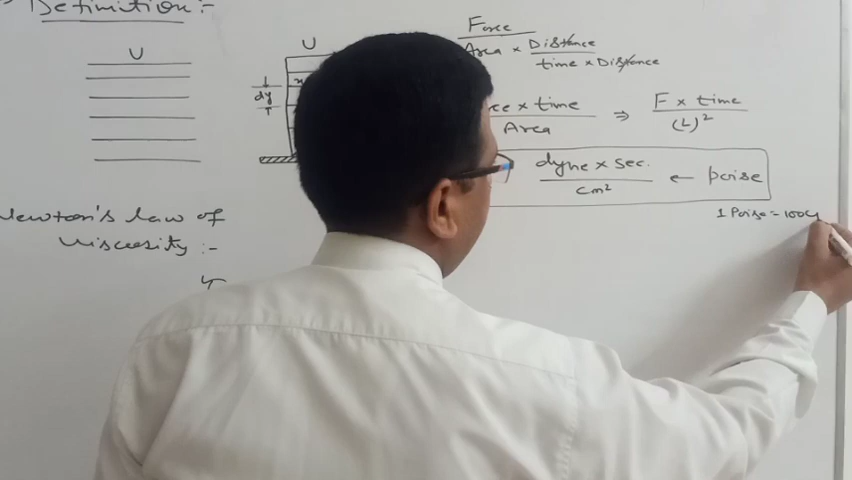 Definition :-
U
U
dy
Force
Area × Distance
time × Distance
× time
Area
⇒ F × time
(L)²
dyne × sec.
cm² ← poise
1 Poise = 100
Newton's law of
Viscosity :-